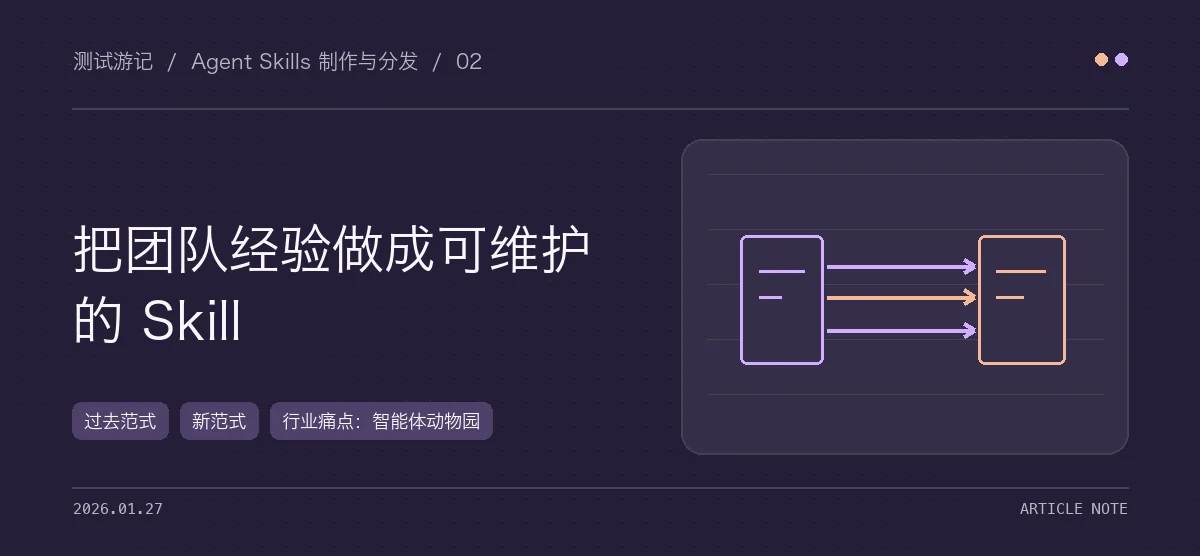 测试游记 / Agent Skills 制作与分发 / 02
把团队经验做成可维护
的 Skill
过去范式 新范式 行业痛点：智能体动物园
2026.01.27 ARTICLE NOTE